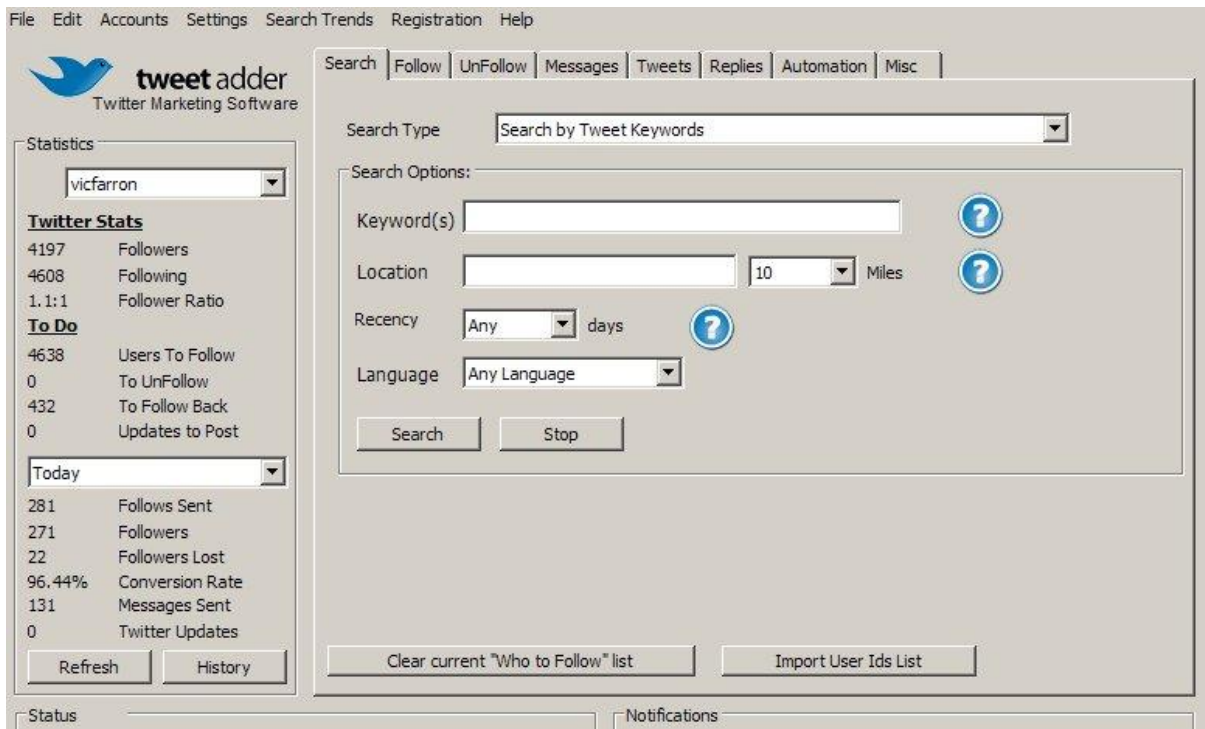 File Edit Accounts Settings Search Trends Registration Help
tweet adder
Twitter Marketing Software
Statistics
vicfarron
Twitter Stats
4197 Followers
4608 Following
1.1:1 Follower Ratio
To Do
4638 Users To Follow
0 To UnFollow
432 To Follow Back
0 Updates to Post
Today
281 Follows Sent
271 Followers
22 Followers Lost
96.44% Conversion Rate
131 Messages Sent
0 Twitter Updates
Refresh History
Search Follow UnFollow Messages Tweets Replies Automation Misc
Search Type Search by Tweet Keywords
Search Options:
Keyword(s) ?
Location 10 Miles ?
Recency Any days ?
Language Any Language
Search Stop
Clear current "Who to Follow" list Import User Ids List
Status Notifications